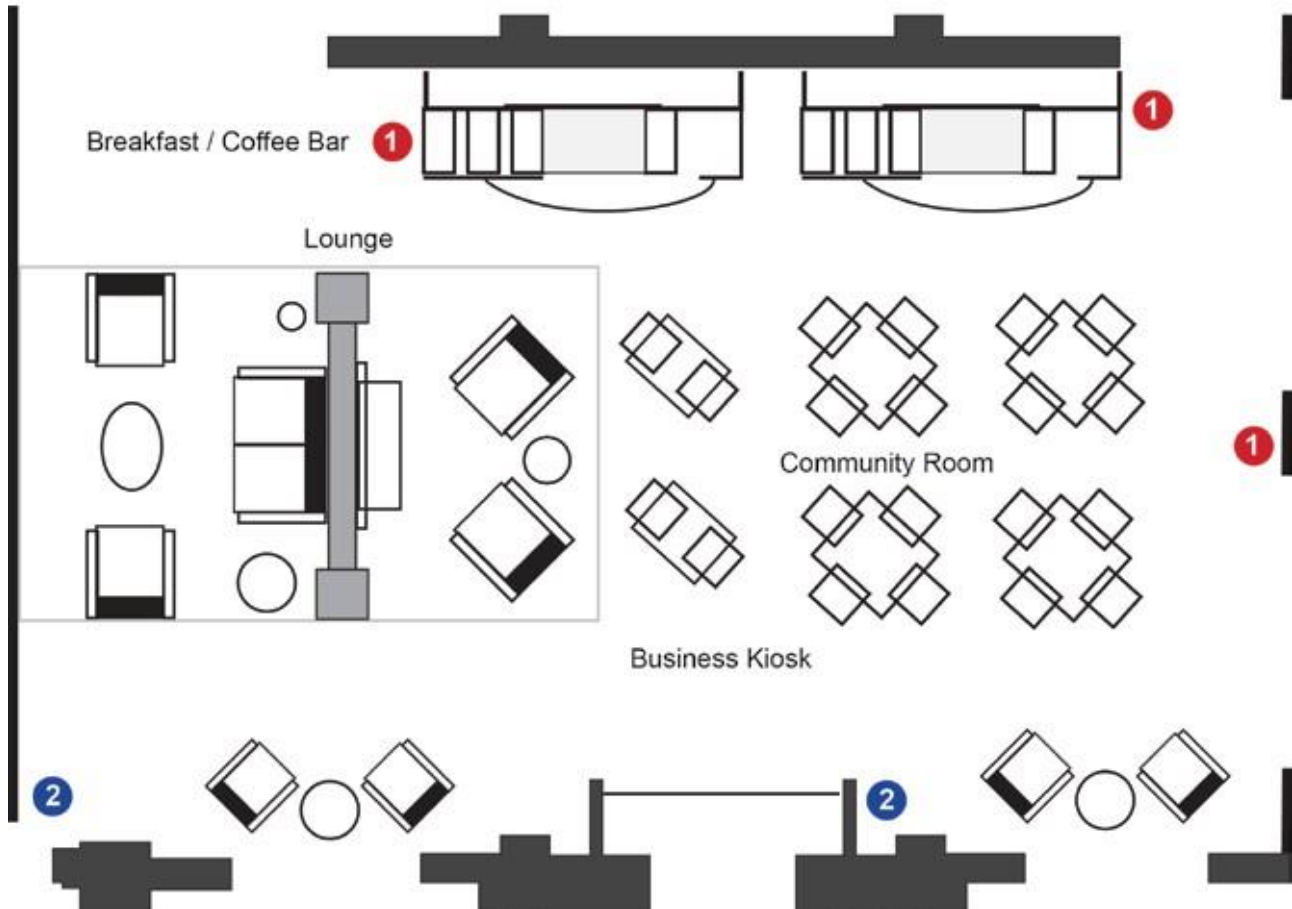 1
Breakfast / Coffee Bar 1
Lounge
Community Room
1
Business Kiosk
2
2